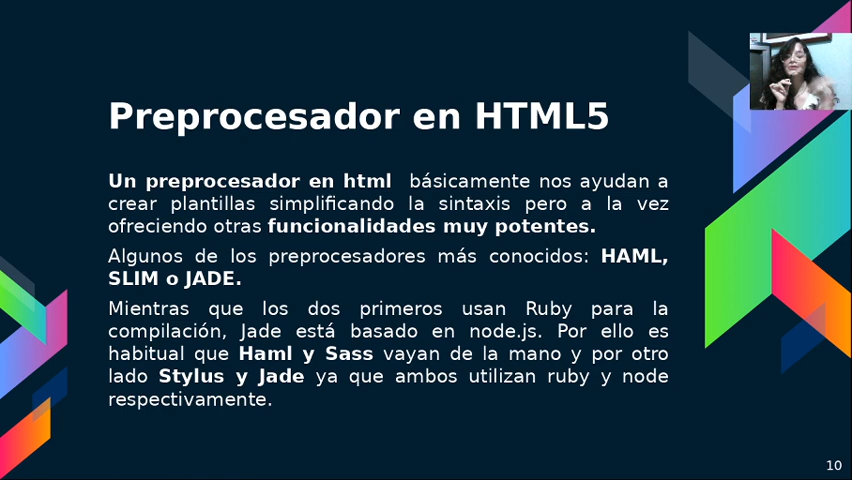 Preprocesador en HTML5
Un preprocesador en html básicamente nos ayudan a
crear plantillas simplificando la sintaxis pero a la vez
ofreciendo otras funcionalidades muy potentes.
Algunos de los preprocesadores más conocidos: HAML,
SLIM o JADE.
Mientras que los dos primeros usan Ruby para la
compilación, Jade está basado en node.js. Por ello es
habitual que Haml y Sass vayan de la mano y por otro
lado Stylus y Jade ya que ambos utilizan ruby y node
respectivamente.
10